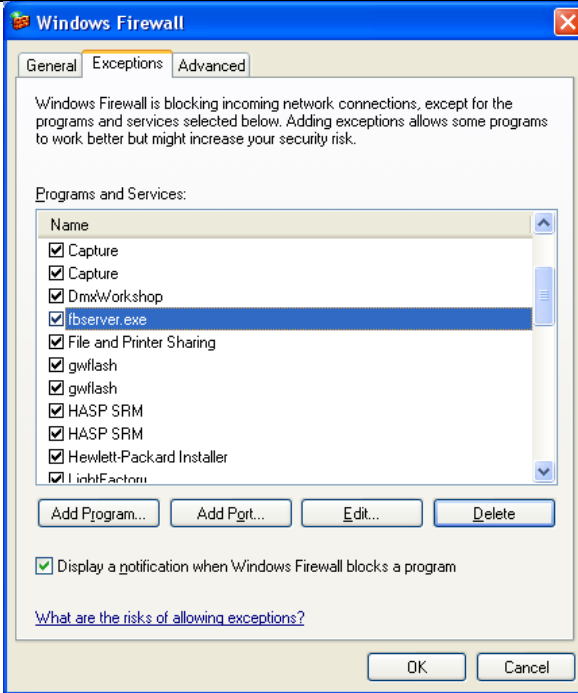 Windows Firewall
General Exceptions Advanced
Windows Firewall is blocking incoming network connections, except for the
programs and services selected below. Adding exceptions allows some programs
to work better but might increase your security risk.
Programs and Services:
Name
Capture
Capture
DmxWorkshop
fbserver.exe
File and Printer Sharing
gwflash
gwflash
HASP SRM
HASP SRM
Hewlett-Packard Installer
LightFactory
Add Program... Add Port... Edit... Delete
Display a notification when Windows Firewall blocks a program
What are the risks of allowing exceptions?
OK Cancel